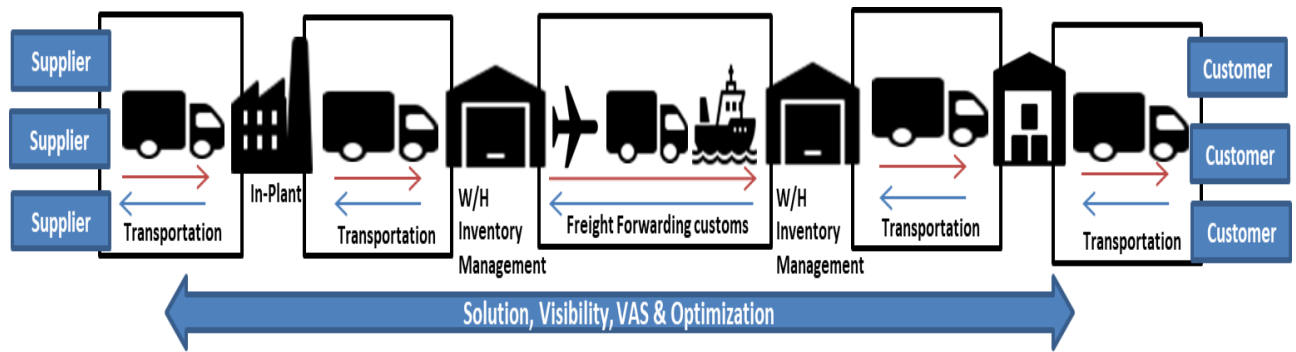 Supplier
Supplier
Supplier
Transportation
In-Plant
Transportation
W/H
Inventory
Management
Freight Forwarding customs
W/H
Inventory
Management
Transportation
Transportation
Customer
Customer
Customer
Solution, Visibility, VAS & Optimization